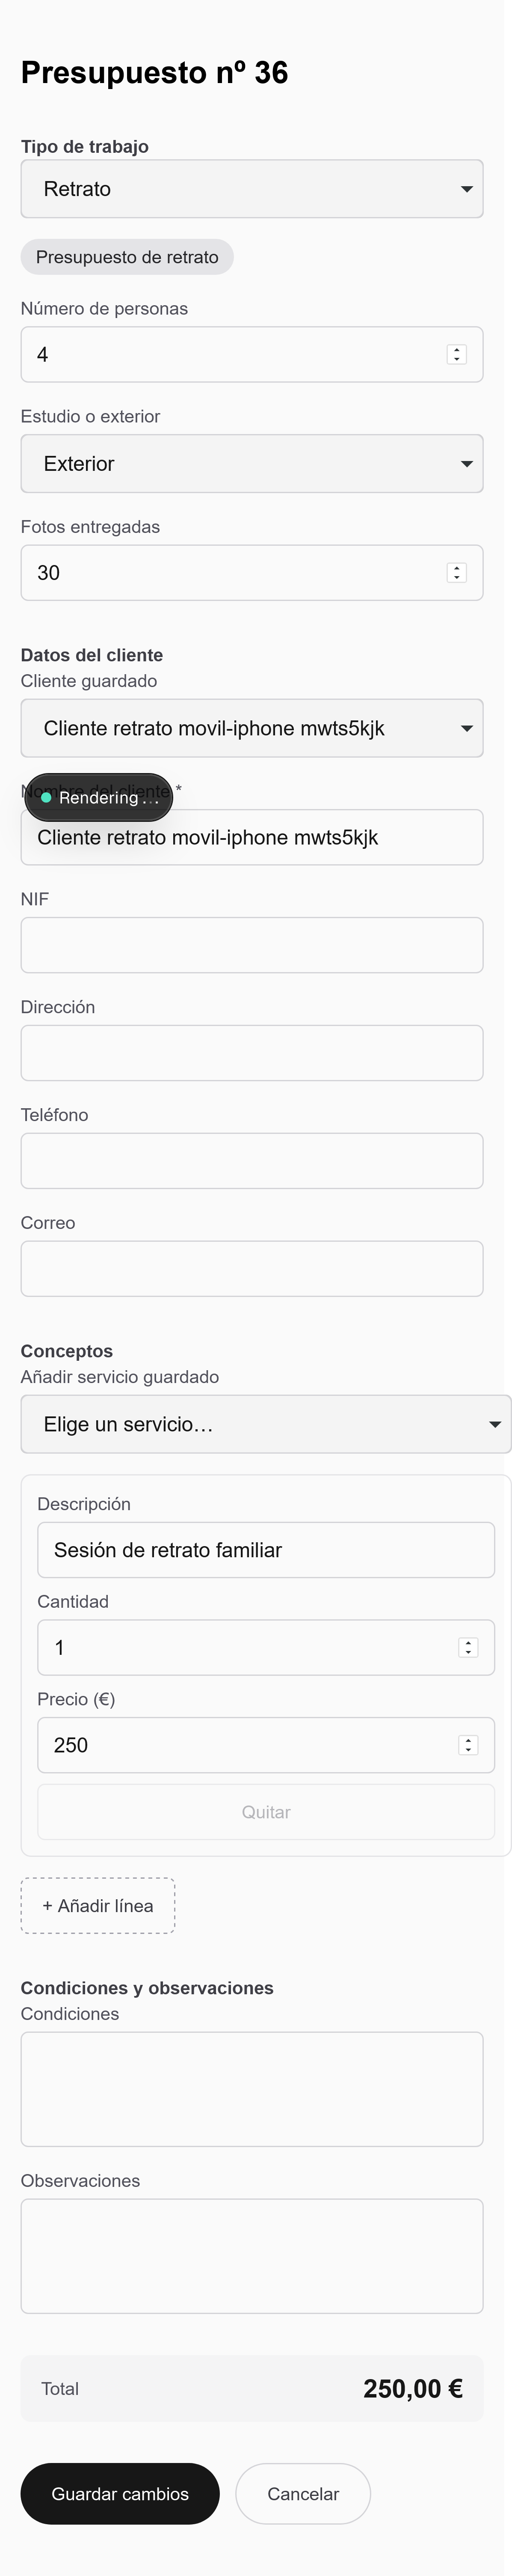 Presupuesto nº 36
Tipo de trabajo
Retrato
Presupuesto de retrato
Número de personas
4
Estudio o exterior
Exterior
Fotos entregadas
30
Datos del cliente
Cliente guardado
Cliente retrato movil-iphone mwts5kjk
Nombre del cliente *
Rendering...
Cliente retrato movil-iphone mwts5kjk
NIF
Dirección
Teléfono
Correo
Conceptos
Añadir servicio guardado
Elige un servicio…
Descripción
Sesión de retrato familiar
Cantidad
1
Precio (€)
250
Quitar
+ Añadir línea
Condiciones y observaciones
Condiciones
Observaciones
Total 250,00 €
Guardar cambios Cancelar